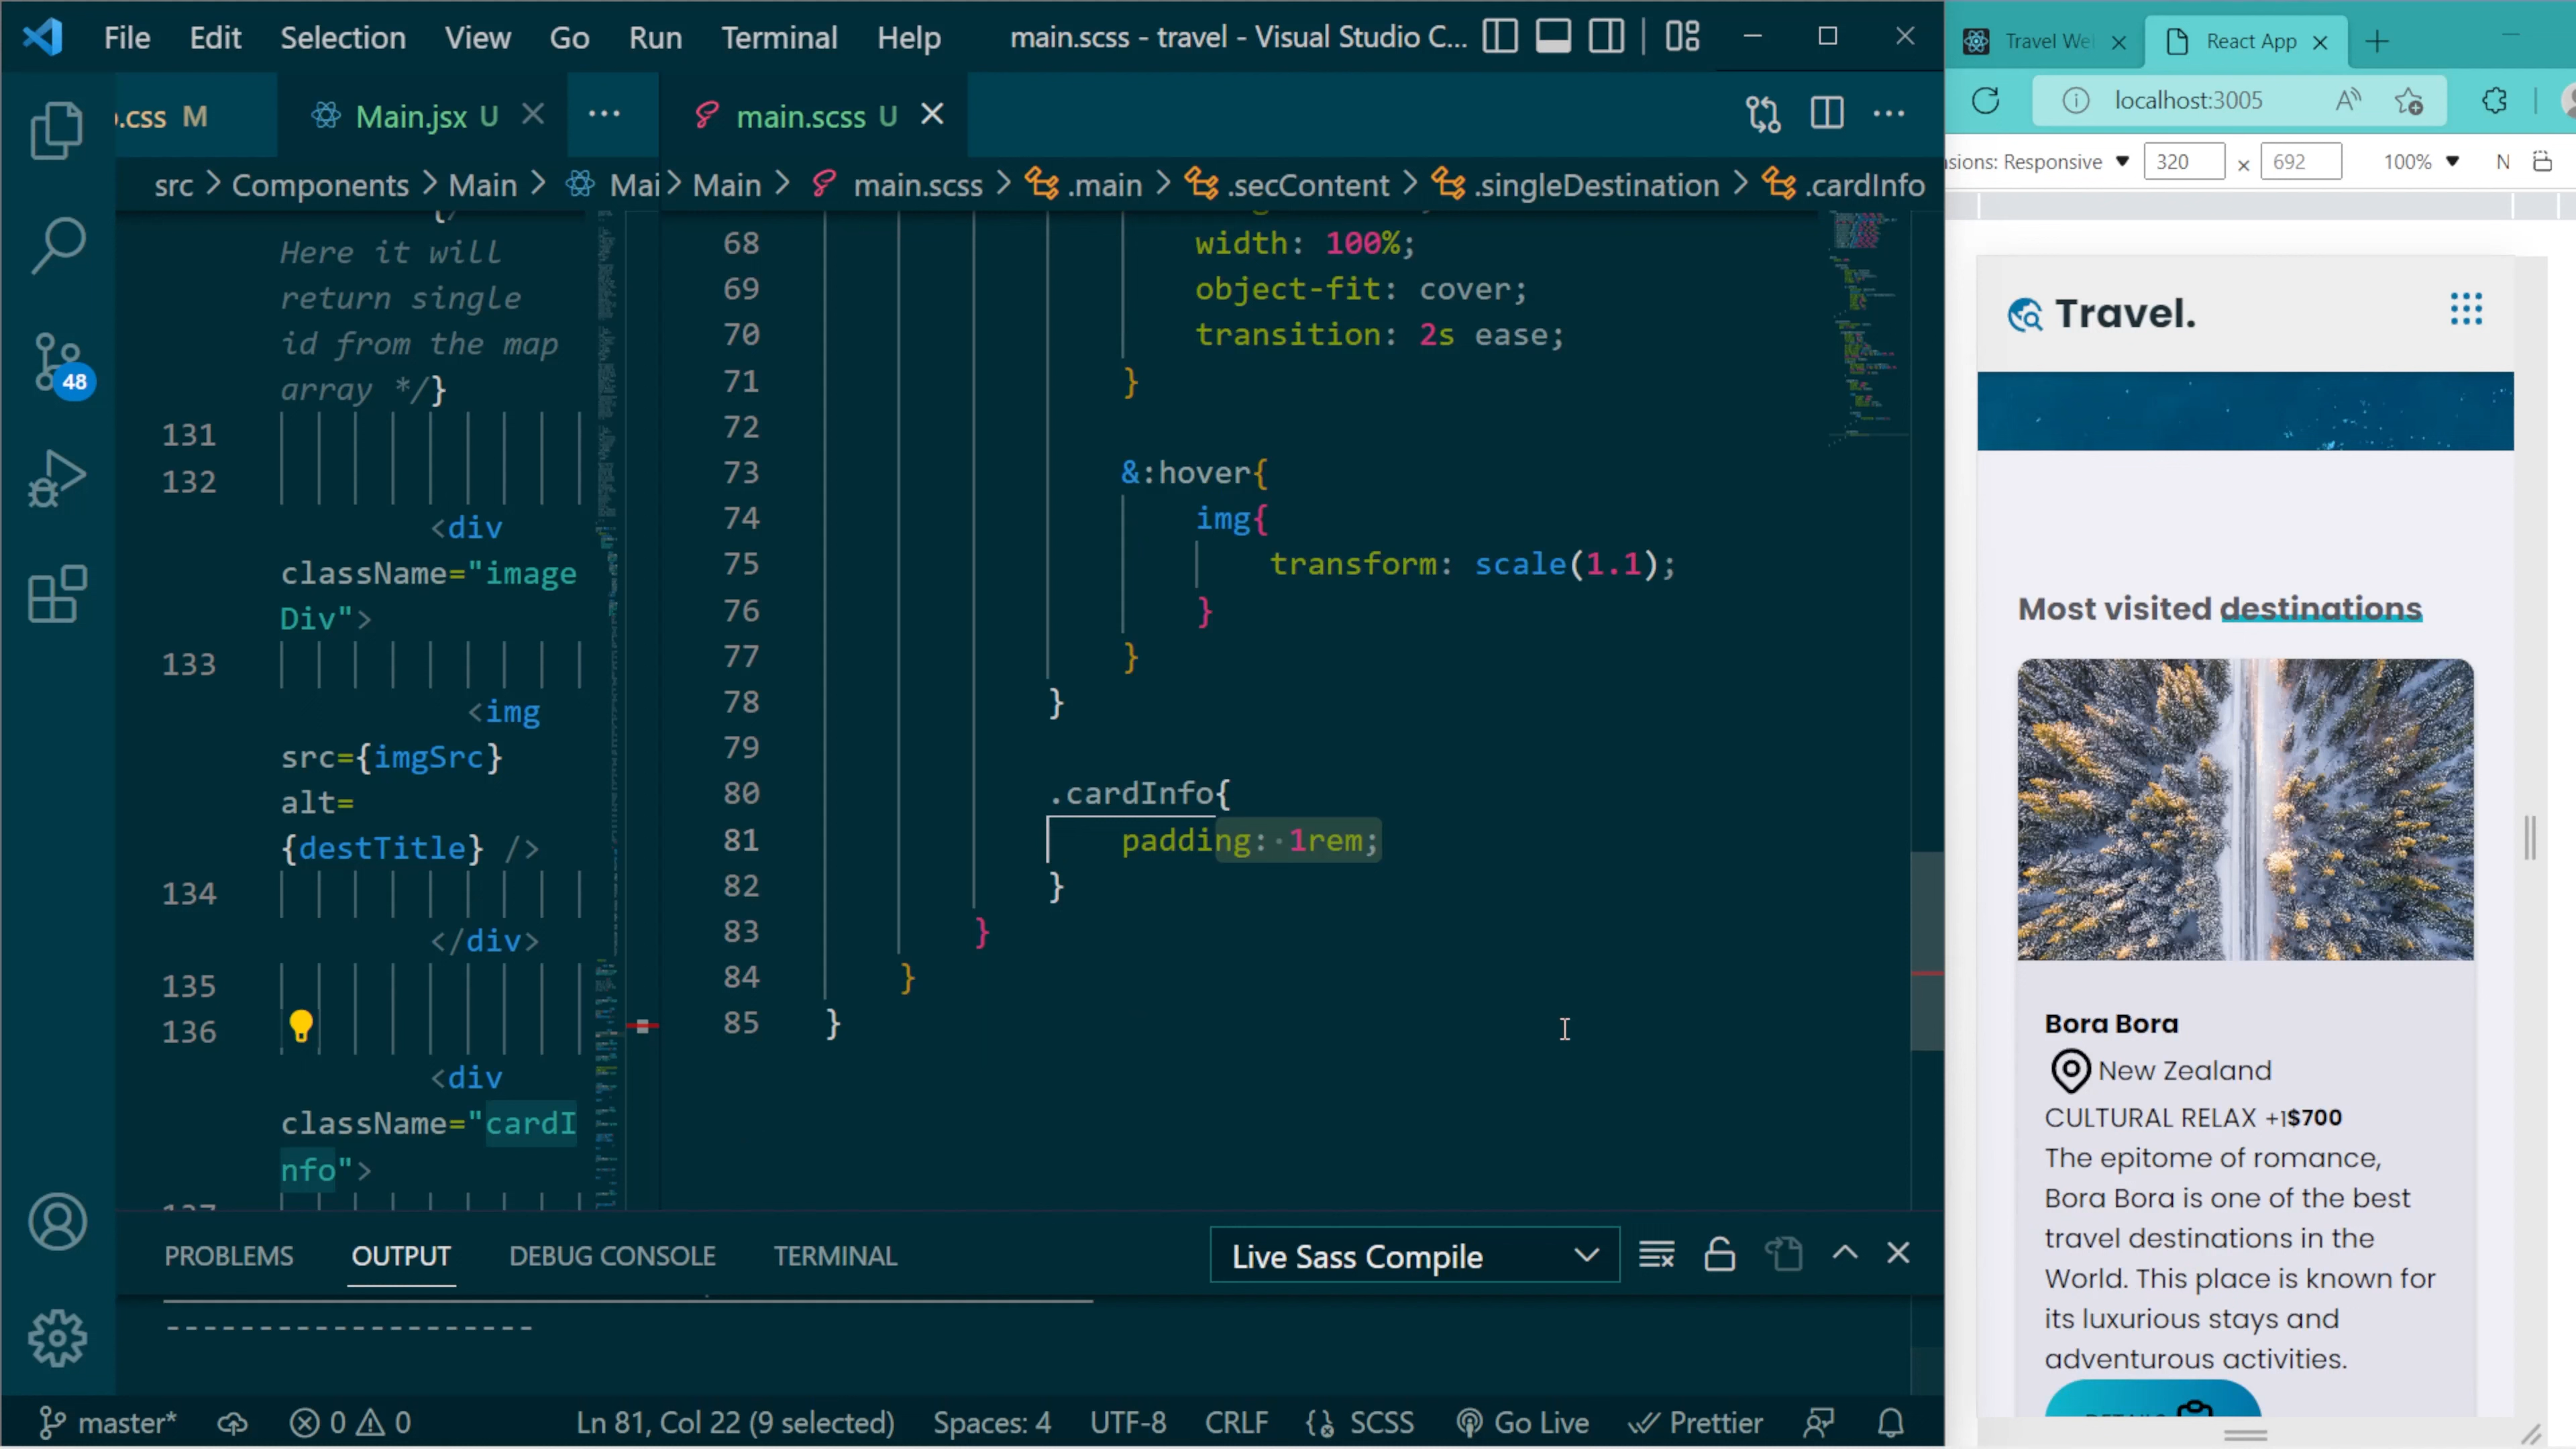 File Edit Selection View Go Run Terminal Help main.scss - travel - Visual Studio C...
.css M Main.jsx U ... main.scss U
src > Components > Main > Mai > Main > main.scss > .main > .secContent > .singleDestination > .cardInfo
48
Here it will
return single
id from the map
array */}
131
132
<div
className="image
Div">
133
<img
src={imgSrc}
alt=
{destTitle} />
134
</div>
135
136
<div
className="cardI
nfo">
68 width: 100%;
69 object-fit: cover;
70 transition: 2s ease;
71 }
72
73 &:hover{
74 img{
75 transform: scale(1.1);
76 }
77 }
78 }
79
80 .cardInfo{
81 padding: 1rem;
82 }
83 }
84 }
85 }
PROBLEMS OUTPUT DEBUG CONSOLE TERMINAL Live Sass Compile
--------------------
master* 0 0 Ln 81, Col 22 (9 selected) Spaces: 4 UTF-8 CRLF SCSS Go Live Prettier
Travel We React App
localhost:3005
sions: Responsive 320 × 692 100% N
Travel.
Most visited destinations
Bora Bora
New Zealand
CULTURAL RELAX +1$700
The epitome of romance,
Bora Bora is one of the best
travel destinations in the
World. This place is known for
its luxurious stays and
adventurous activities.